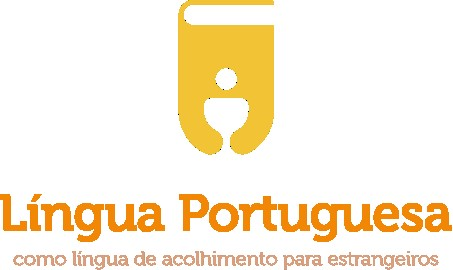 Língua Portuguesa
como língua de acolhimento para estrangeiros